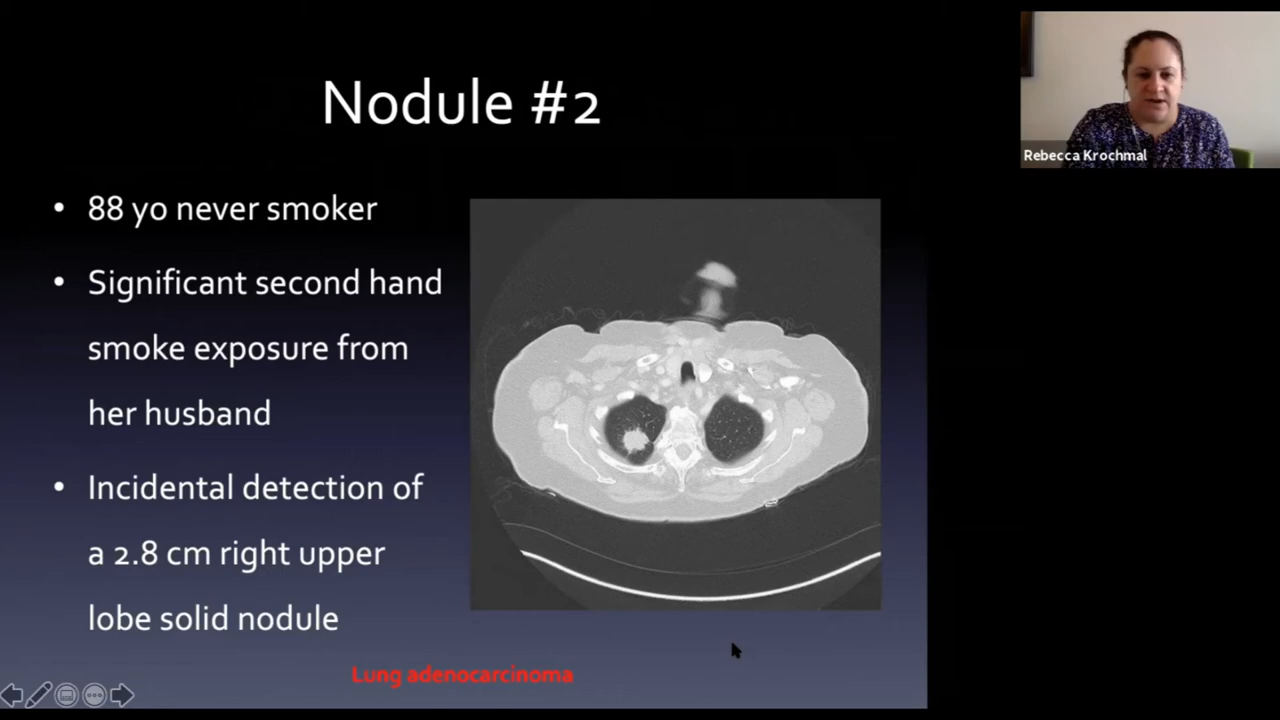 Nodule #2
• 88 yo never smoker
• Significant second hand
smoke exposure from
her husband
• Incidental detection of
a 2.8 cm right upper
lobe solid nodule
Lung adenocarcinoma
Rebecca Krochmal